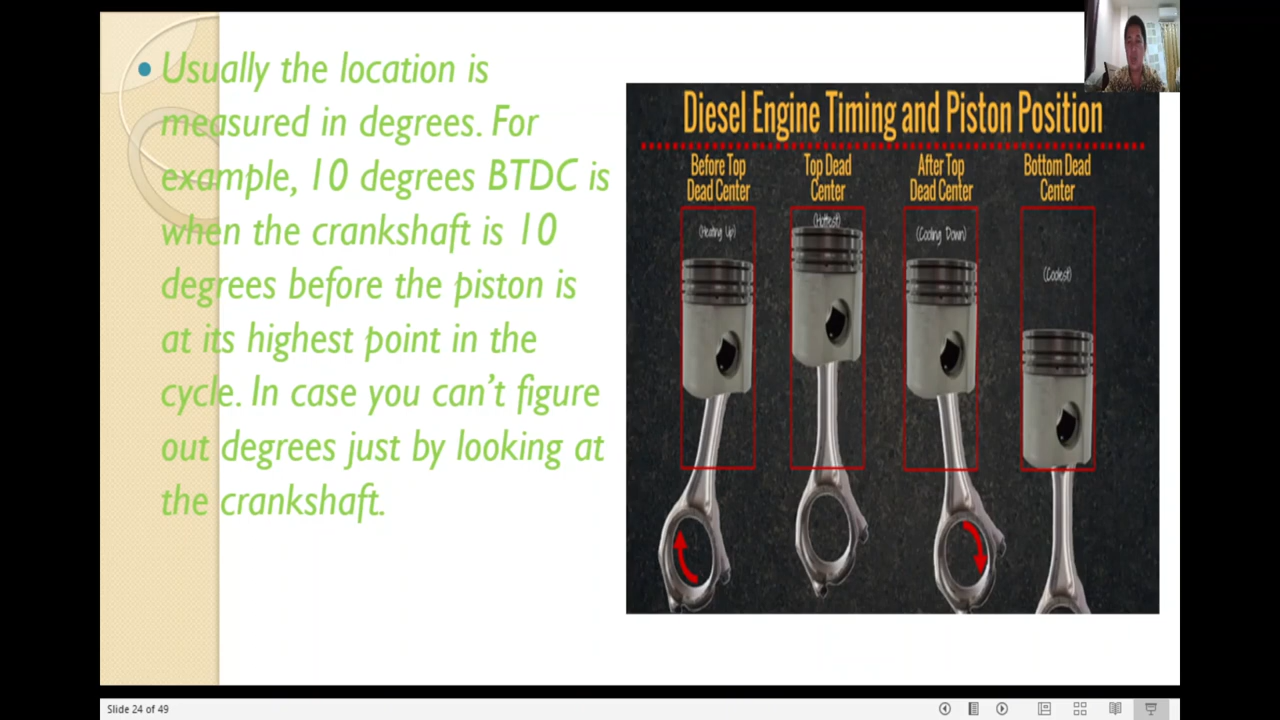 Usually the location is
measured in degrees. For
example, 10 degrees BTDC is
when the crankshaft is 10
degrees before the piston is
at its highest point in the
cycle. In case you can't figure
out degrees just by looking at
the crankshaft.
Diesel Engine Timing and Piston Position
Before Top
Dead Center
(Heating Up)
Top Dead
Center
(Hottest)
After Top
Dead Center
(Cooling Down)
Bottom Dead
Center
(Coolest)
Slide 24 of 49